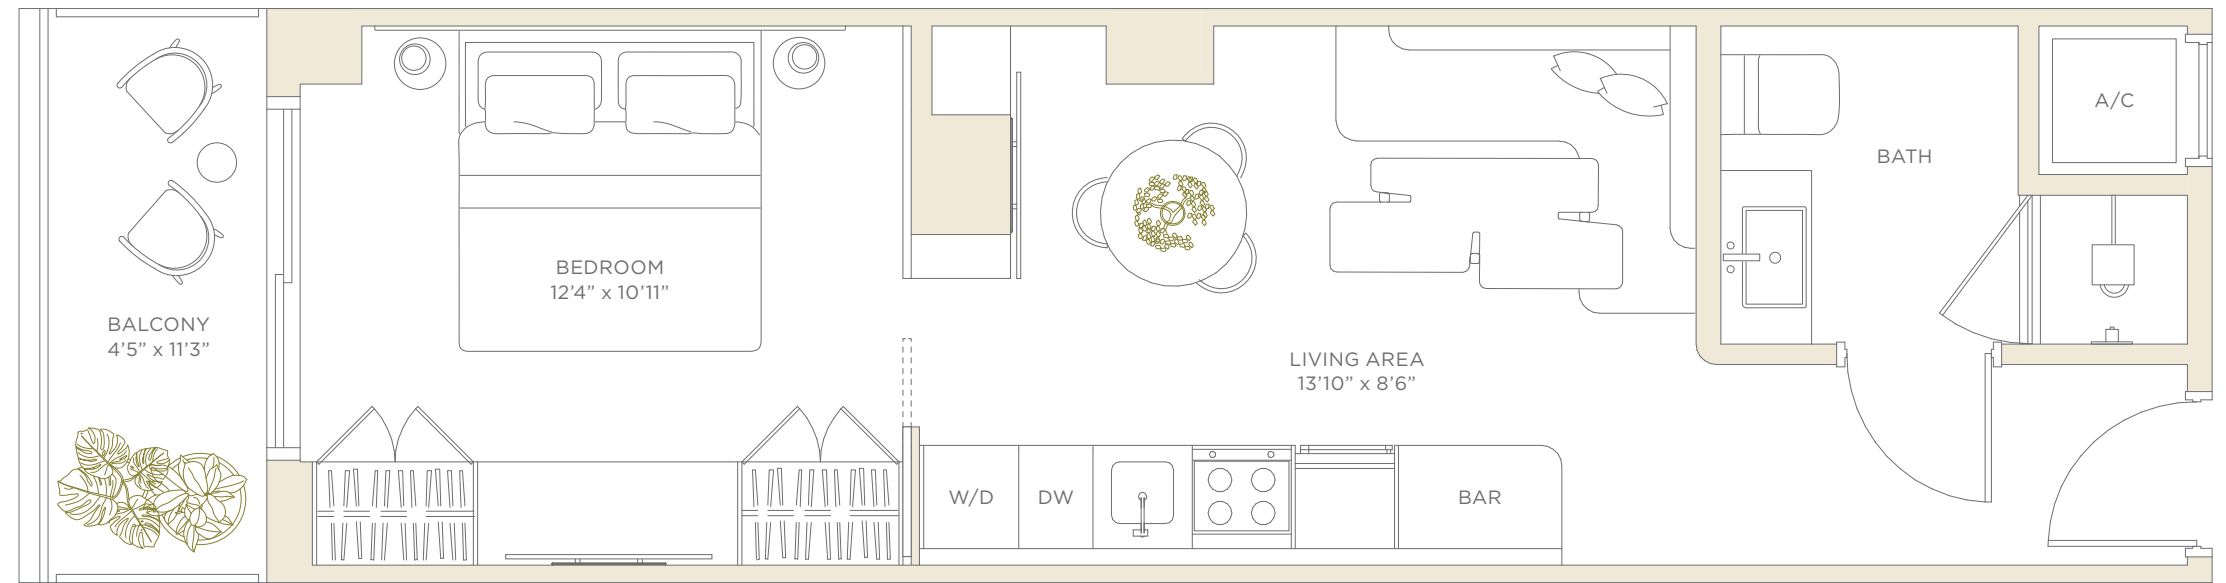 BALCONY
4'5” x 11'3”
BEDROOM
12'4” x 10'11”
LIVING AREA
13'10” x 8'6”
BATH
A/C
W/D
DW
BAR